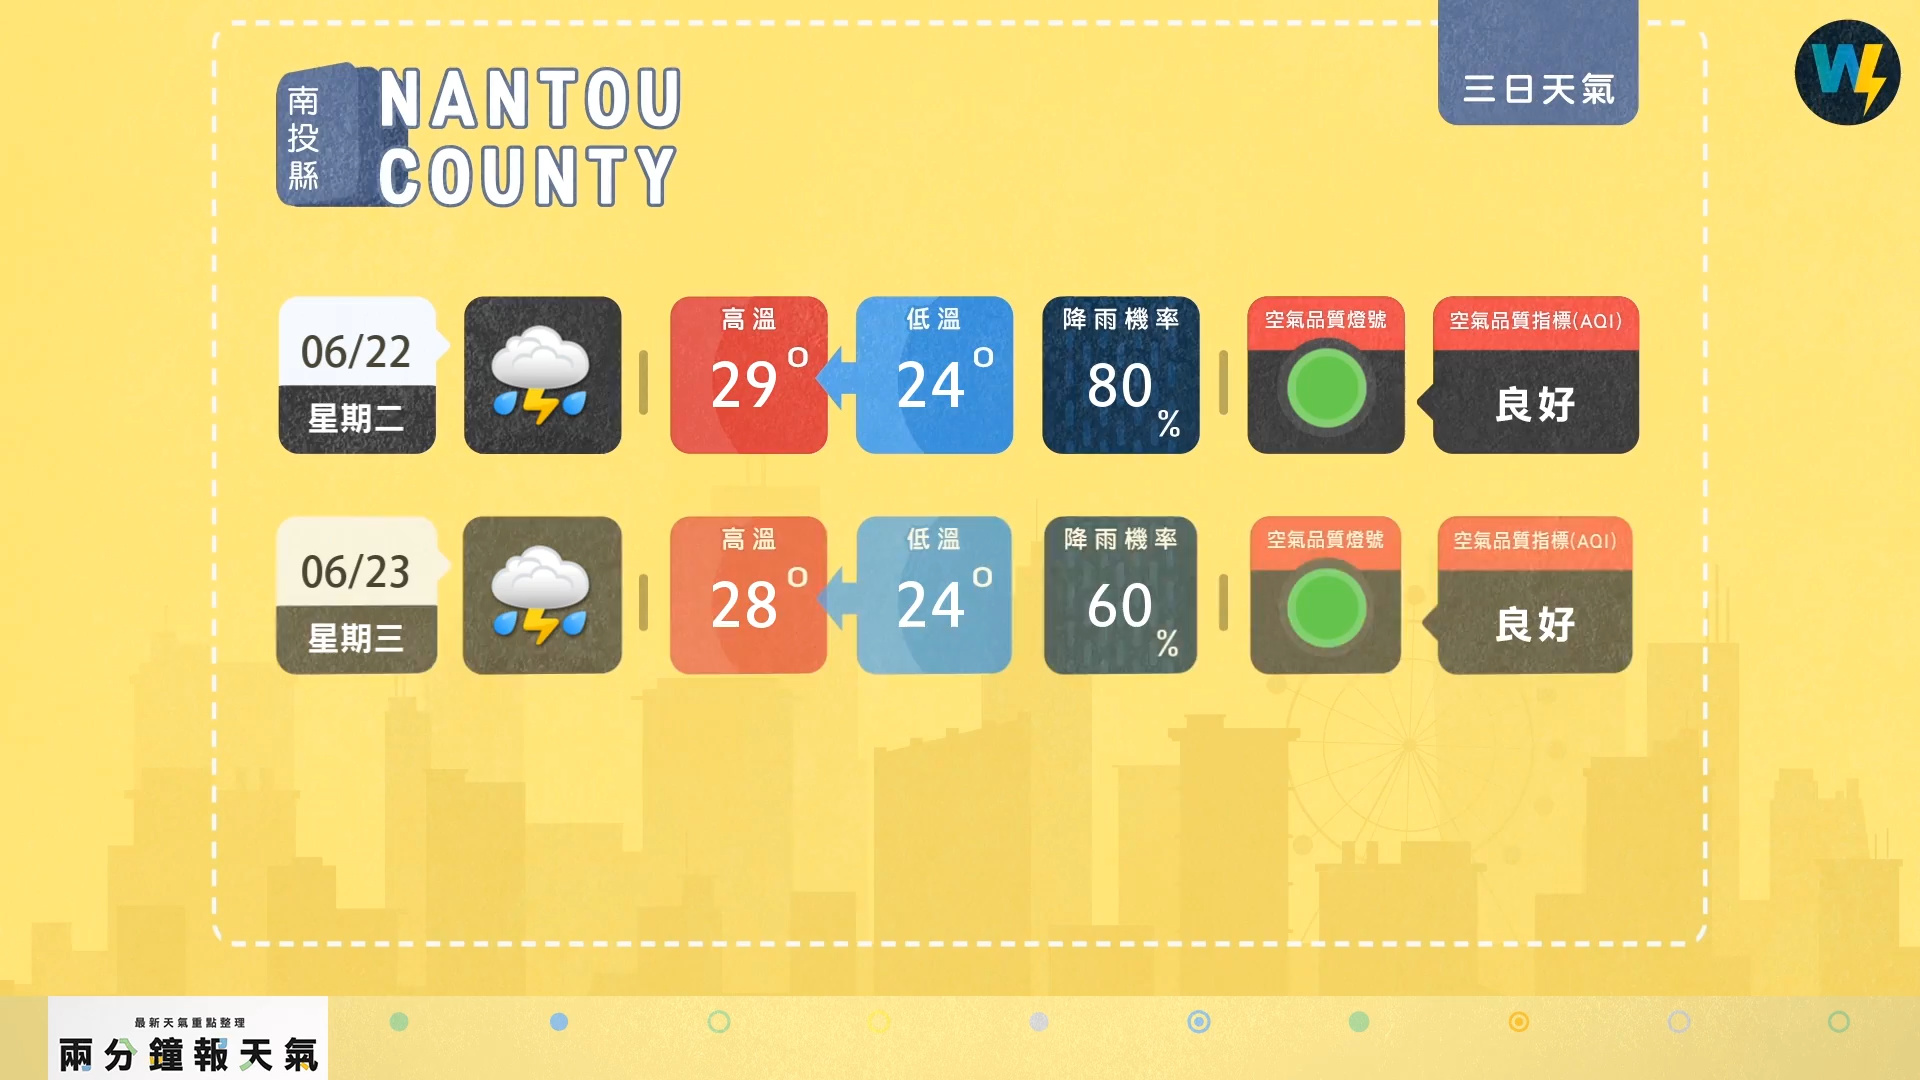 南投縣
NANTOU
COUNTY
三日天氣
W
06/22
星期二
高溫
29°
低溫
24°
降雨機率
80%
空氣品質燈號
空氣品質指標(AQI)
良好
06/23
星期三
高溫
28°
低溫
24°
降雨機率
60%
空氣品質燈號
空氣品質指標(AQI)
良好
最新天氣重點整理
兩分鐘報天氣